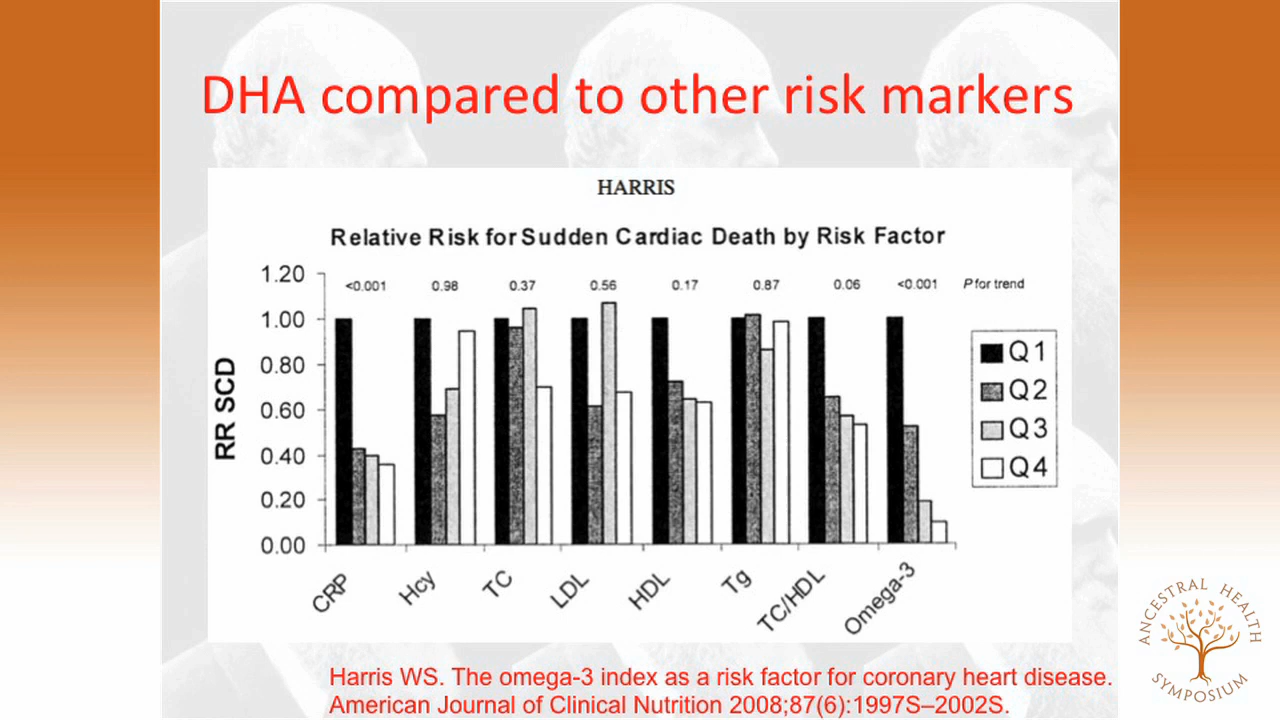 DHA compared to other risk markers
HARRIS
Relative Risk for Sudden Cardiac Death by Risk Factor
<0.001 0.98 0.37 0.56 0.17 0.87 0.06 <0.001 P for trend
1.20
1.00
0.80
0.60
0.40
0.20
0.00
RR SCD
Q1
Q2
Q3
Q4
CRP Hcy TC LDL HDL Tg TC/HDL Omega-3
Harris WS. The omega-3 index as a risk factor for coronary heart disease.
American Journal of Clinical Nutrition 2008;87(6):1997S–2002S.
ANCESTRAL HEALTH
SYMPOSIUM